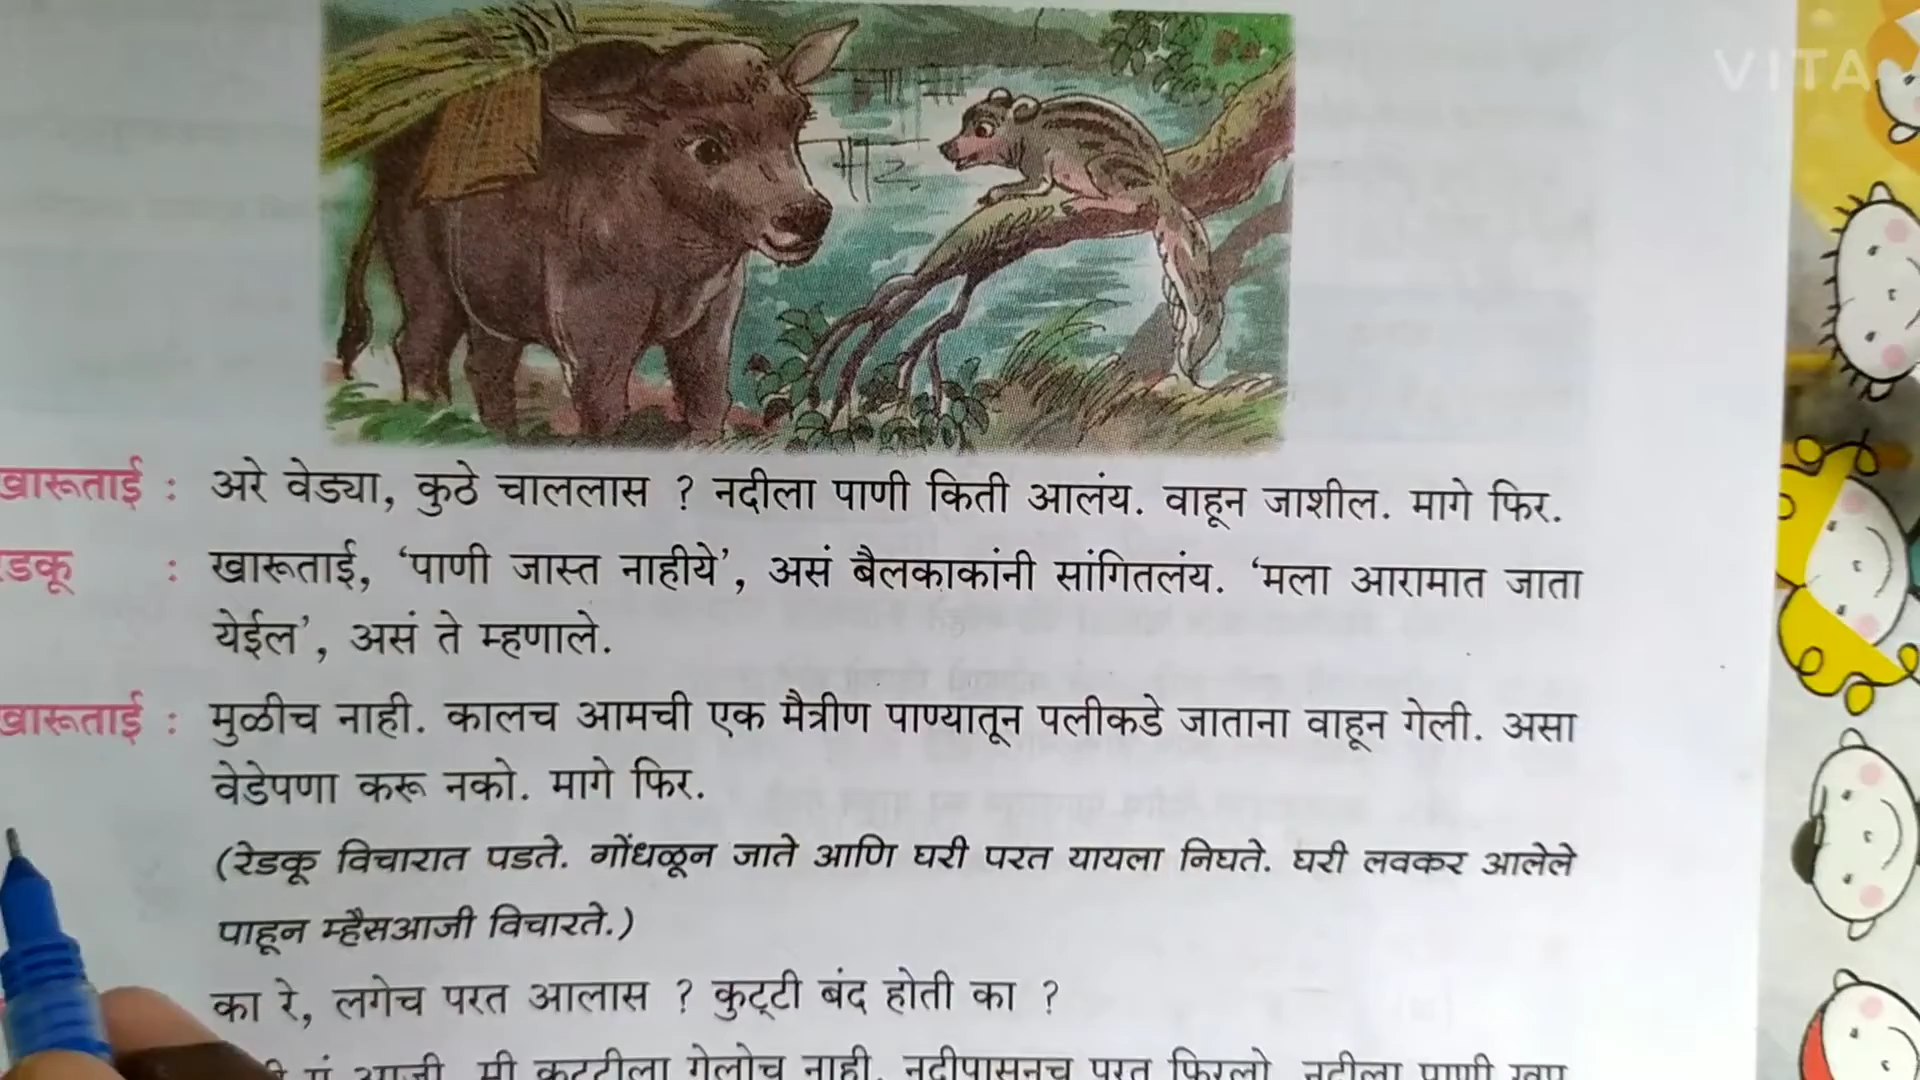 VITA
खारूताई : अरे वेड्या, कुठे चाललास ? नदीला पाणी किती आलंय. वाहून जाशील. मागे फिर.
रेडकू : खारूताई, ‘पाणी जास्त नाहीये’, असं बैलकाकांनी सांगितलंय. ‘मला आरामात जाता
येईल’, असं ते म्हणाले.
खारूताई : मुळीच नाही. कालच आमची एक मैत्रीण पाण्यातून पलीकडे जाताना वाहून गेली. असा
वेडेपणा करू नको. मागे फिर.
(रेडकू विचारात पडते. गोंधळून जाते आणि घरी परत यायला निघते. घरी लवकर आलेले
पाहून म्हैसआजी विचारते.)
का रे, लगेच परत आलास ? कुट्टी बंद होती का ?
गं आजी, मी कुट्टीला गेलोच नाही. नदीपासूनच परत फिरलो. नदीला पाणी खूप